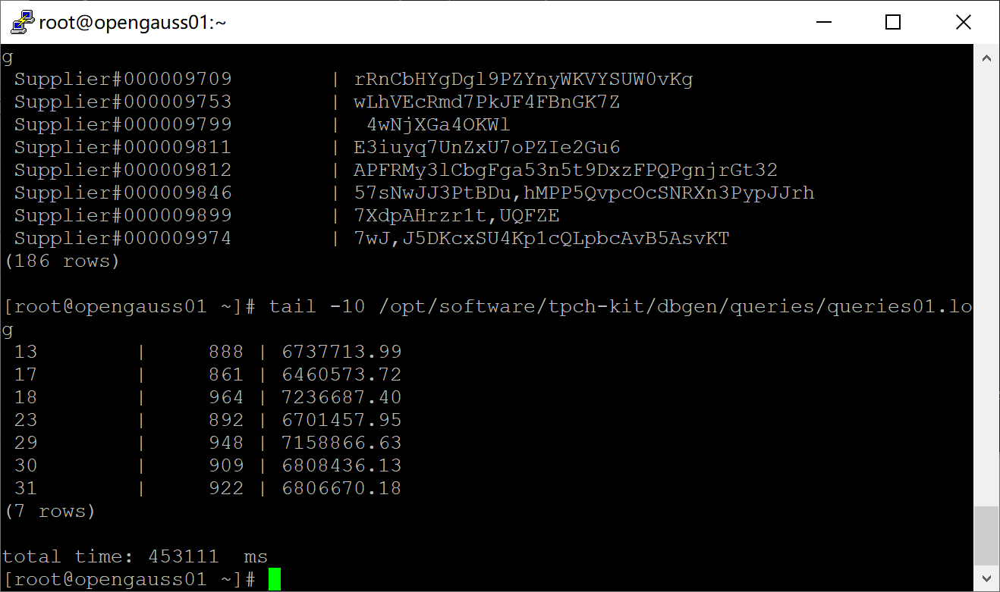 root@opengauss01:~
g
 Supplier#000009709        | rRnCbHYgDgl9PZYnyWKVYSUW0vKg
 Supplier#000009753        | wLhVEcRmd7PkJF4FBnGK7Z
 Supplier#000009799        |  4wNjXGa4OKWl
 Supplier#000009811        | E3iuyq7UnZxU7oPZIe2Gu6
 Supplier#000009812        | APFRMy3lCbgFga53n5t9DxzFPQPgnjrGt32
 Supplier#000009846        | 57sNwJJ3PtBDu,hMPP5QvpcOcSNRXn3PypJJrh
 Supplier#000009899        | 7XdpAHrzr1t,UQFZE
 Supplier#000009974        | 7wJ,J5DKcxSU4Kp1cQLpbcAvB5AsvKT
(186 rows)
[root@opengauss01 ~]# tail -10 /opt/software/tpch-kit/dbgen/queries/queries01.lo
g
 13        |     888 | 6737713.99
 17        |     861 | 6460573.72
 18        |     964 | 7236687.40
 23        |     892 | 6701457.95
 29        |     948 | 7158866.63
 30        |     909 | 6808436.13
 31        |     922 | 6806670.18
(7 rows)
total time: 453111  ms
[root@opengauss01 ~]#